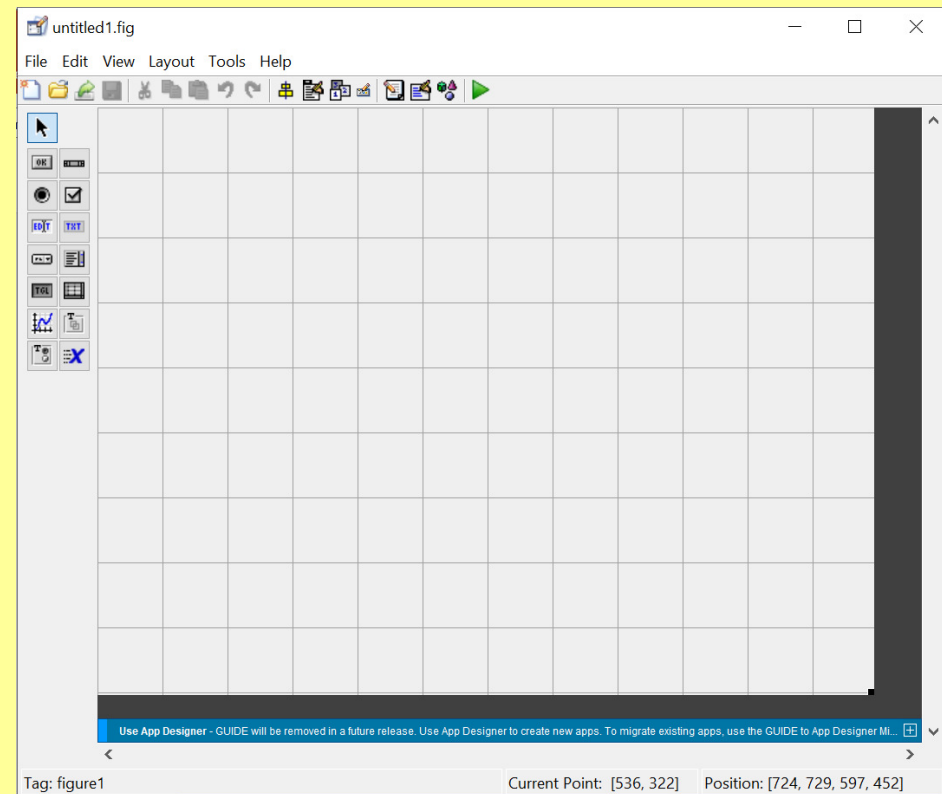 untitled1.fig
File Edit View Layout Tools Help
OK
EDIT TXT
TGL
T
T X
Use App Designer - GUIDE will be removed in a future release. Use App Designer to create new apps. To migrate existing apps, use the GUIDE to App Designer Mi...
Tag: figure1 Current Point: [536, 322] Position: [724, 729, 597, 452]